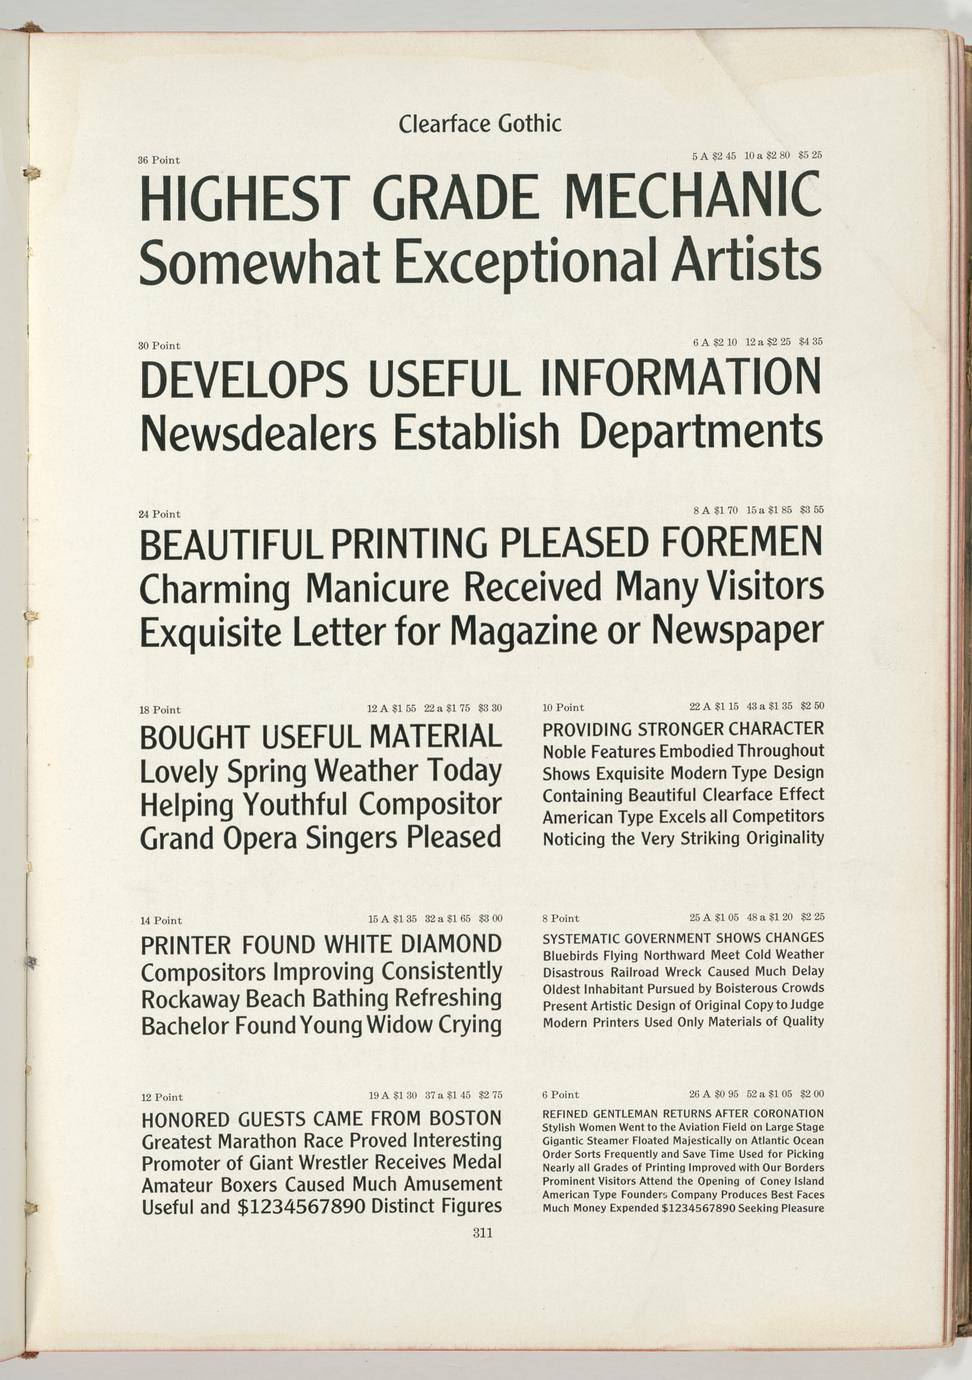 Clearface Gothic
36 Point
5 A $2 45 10 a $2 80 $5 25
HIGHEST GRADE MECHANIC
Somewhat Exceptional Artists
30 Point
6 A $2 10 12 a $2 25 $4 35
DEVELOPS USEFUL INFORMATION
Newsdealers Establish Departments
24 Point
8 A $1 70 15 a $1 85 $3 55
BEAUTIFUL PRINTING PLEASED FOREMEN
Charming Manicure Received Many Visitors
Exquisite Letter for Magazine or Newspaper
18 Point
12 A $1 55 22 a $1 75 $3 30
BOUGHT USEFUL MATERIAL
Lovely Spring Weather Today
Helping Youthful Compositor
Grand Opera Singers Pleased
10 Point
22 A $1 15 43 a $1 35 $2 50
PROVIDING STRONGER CHARACTER
Noble Features Embodied Throughout
Shows Exquisite Modern Type Design
Containing Beautiful Clearface Effect
American Type Excels all Competitors
Noticing the Very Striking Originality
14 Point
15 A $1 35 32 a $1 65 $3 00
PRINTER FOUND WHITE DIAMOND
Compositors Improving Consistently
Rockaway Beach Bathing Refreshing
Bachelor Found Young Widow Crying
8 Point
25 A $1 05 48 a $1 20 $2 25
SYSTEMATIC GOVERNMENT SHOWS CHANGES
Bluebirds Flying Northward Meet Cold Weather
Disastrous Railroad Wreck Caused Much Delay
Oldest Inhabitant Pursued by Boisterous Crowds
Present Artistic Design of Original Copy to Judge
Modern Printers Used Only Materials of Quality
12 Point
19 A $1 30 37 a $1 45 $2 75
HONORED GUESTS CAME FROM BOSTON
Greatest Marathon Race Proved Interesting
Promoter of Giant Wrestler Receives Medal
Amateur Boxers Caused Much Amusement
Useful and $1234567890 Distinct Figures
6 Point
26 A $0 95 52 a $1 05 $2 00
REFINED GENTLEMAN RETURNS AFTER CORONATION
Stylish Women Went to the Aviation Field on Large Stage
Gigantic Steamer Floated Majestically on Atlantic Ocean
Order Sorts Frequently and Save Time Used for Picking
Nearly all Grades of Printing Improved with Our Borders
Prominent Visitors Attend the Opening of Coney Island
American Type Founders Company Produces Best Faces
Much Money Expended $1234567890 Seeking Pleasure
311